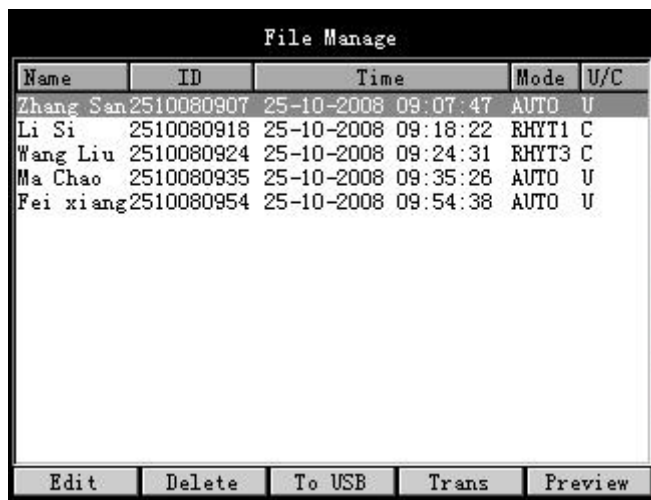 File Manage
Name ID Time Mode U/C
Zhang San 2510080907 25-10-2008 09:07:47 AUTO U
Li Si 2510080918 25-10-2008 09:18:22 RHYT1 C
Wang Liu 2510080924 25-10-2008 09:24:31 RHYT3 C
Ma Chao 2510080935 25-10-2008 09:35:26 AUTO U
Fei xiang 2510080954 25-10-2008 09:54:38 AUTO U
Edit Delete To USB Trans Preview